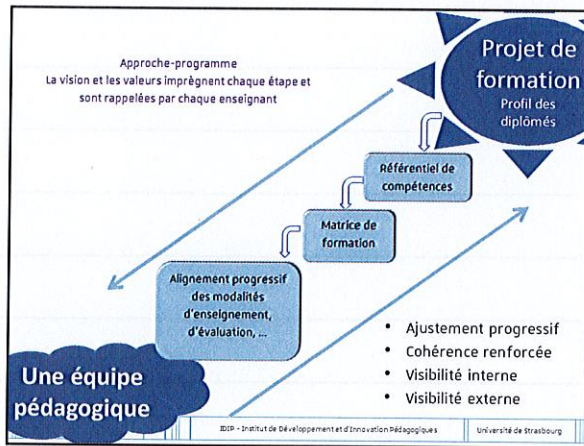 Approche-programme
La vision et les valeurs imprègnent chaque étape et
sont rappelées par chaque enseignant
Projet de
formation
Profil des
diplômés
Référentiel de
compétences
Matrice de
formation
Alignement progressif
des modalités
d'enseignement,
d'évaluation, ...
• Ajustement progressif
• Cohérence renforcée
• Visibilité interne
• Visibilité externe
Une équipe
pédagogique
IDIP - Institut de Développement et d'Innovation Pédagogiques
Université de Strasbourg